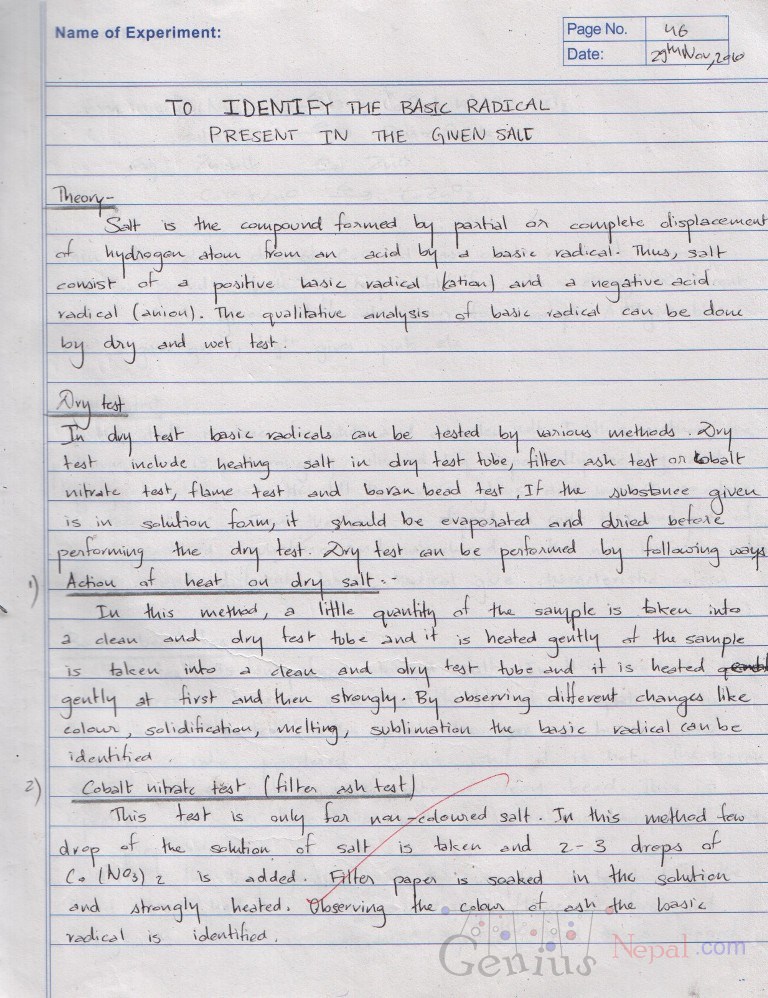 Name of Experiment:
Page No. 46
Date: 29th Nov, 2010
TO IDENTIFY THE BASIC RADICAL
PRESENT IN THE GIVEN SALT
Theory-
Salt is the compound formed by partial or complete displacement
of hydrogen atom from an acid by a basic radical. Thus, salt
consist of a positive basic radical (cation) and a negative acid
radical (anion). The qualitative analysis of basic radical can be done
by dry and wet test.
Dry test
In dry test basic radicals can be tested by various methods. Dry
test include heating salt in dry test tube, filter ash test or cobalt
nitrate test, flame test and boran bead test, If the substance given
is in solution form, it should be evaporated and dried before
performing the dry test. Dry test can be performed by following ways
1) Action of heat on dry salt:-
In this method, a little quantity of the sample is taken into
a clean and dry test tube and it is heated gently of the sample
is taken into a clean and dry test tube and it is heated
gently at first and then strongly. By observing different changes like
colour, solidification, melting, sublimation the basic radical can be
identified.
2) Cobalt nitrate test (filter ash test)
This test is only for non-coloured salt. In this method few
drop of the solution of salt is taken and 2-3 drops of
Co(NO3)2 is added. Filter paper is soaked in the solution
and strongly heated. Observing the colour of ash the basic
radical is identified.
Genius Nepal.com